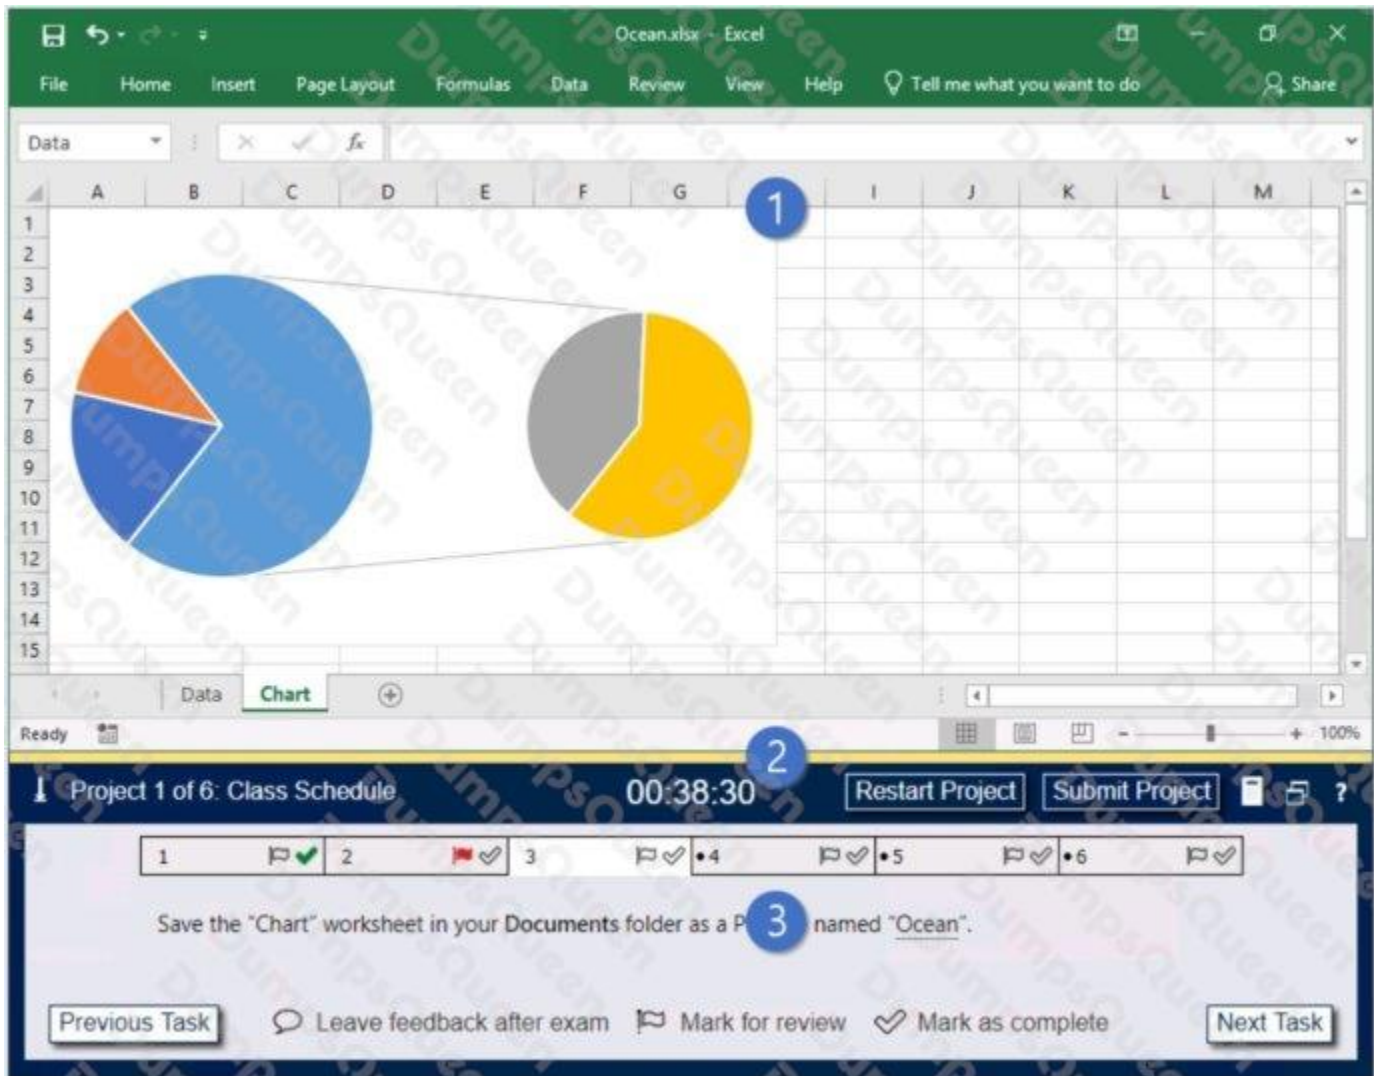 Ocean.xlsx - Excel
File Home Insert Page Layout Formulas Data Review View Help Tell me what you want to do Share
Data fx
A B C D E F G I J K L M
1
1
2
3
4
5
6
7
8
9
10
11
12
13
14
15
Data Chart
Ready 100%
2
Project 1 of 6: Class Schedule 00:38:30 Restart Project Submit Project ?
1 2 3 •4 •5 •6
Save the "Chart" worksheet in your Documents folder as a P 3 named "Ocean".
Previous Task Leave feedback after exam Mark for review Mark as complete Next Task
DumpsQueen